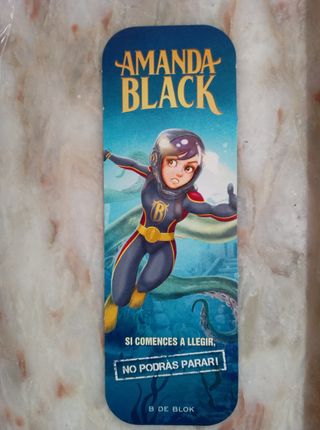 AMANDA
BLACK
B
SI COMENCES A LLEGIR,
NO PODRÀS PARAR!
B DE BLOK